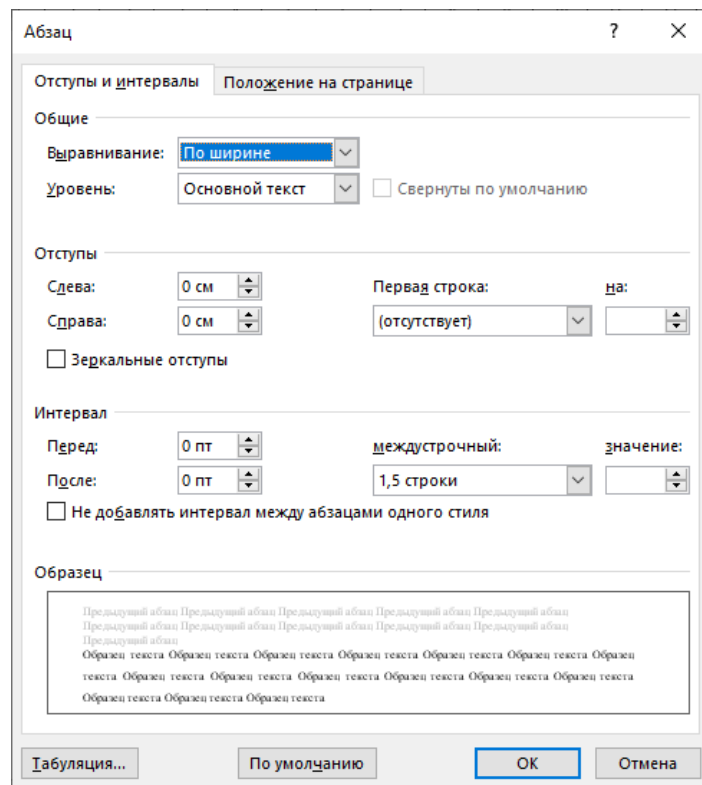 Абзац ? ×
Отступы и интервалы Положение на странице
Общие
Выравнивание: По ширине
Уровень: Основной текст Свернуты по умолчанию
Отступы
Слева: 0 см Первая строка: на:
Справа: 0 см (отсутствует)
Зеркальные отступы
Интервал
Перед: 0 пт междустрочный: значение:
После: 0 пт 1,5 строки
Не добавлять интервал между абзацами одного стиля
Образец
Предыдущий абзац Предыдущий абзац Предыдущий абзац Предыдущий абзац Предыдущий абзац
Предыдущий абзац Предыдущий абзац Предыдущий абзац Предыдущий абзац Предыдущий абзац
Предыдущий абзац
Образец текста Образец текста Образец текста Образец текста Образец текста Образец текста Образец
текста Образец текста Образец текста Образец текста Образец текста Образец текста Образец текста
Образец текста Образец текста Образец текста
Табуляция... По умолчанию ОК Отмена